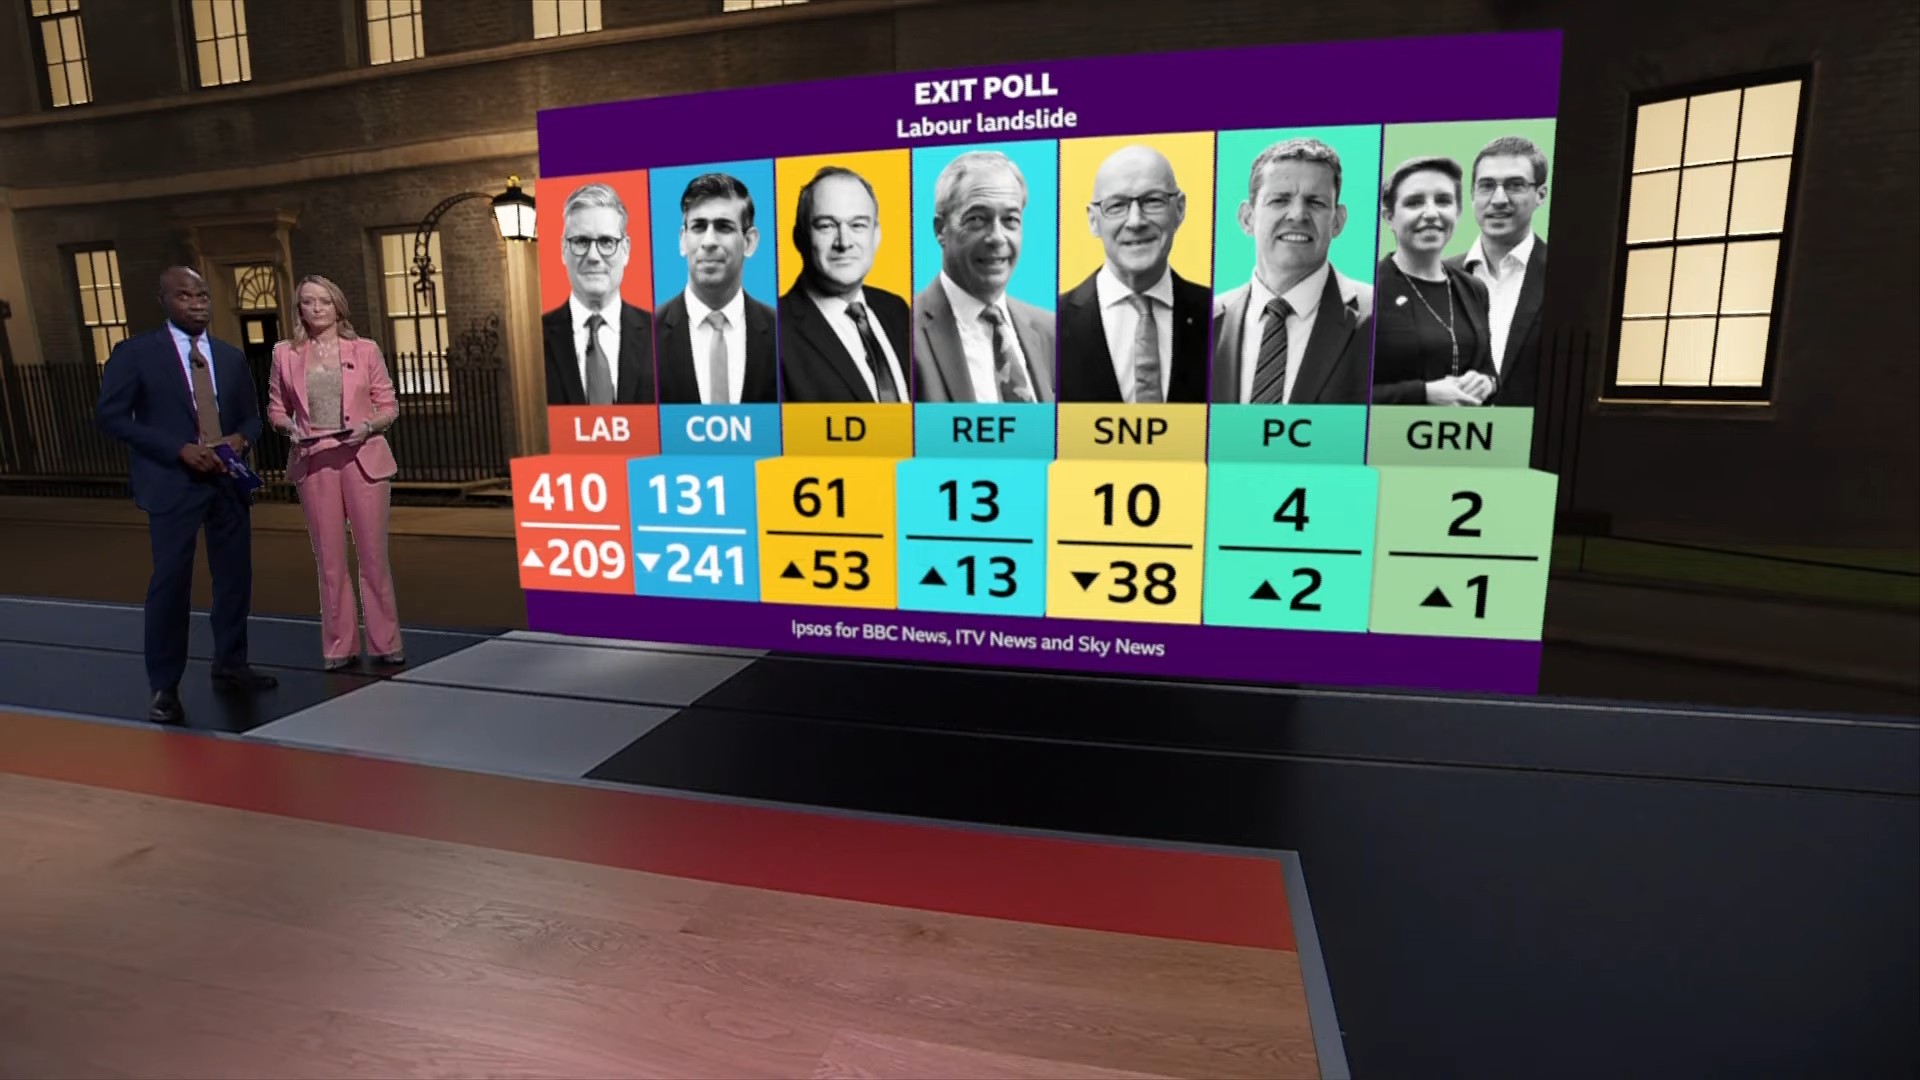 EXIT POLL
Labour landslide
LAB CON LD REF SNP PC GRN
410 131 61 13 10 4 2
▲209 ▼241 ▲53 ▲13 ▼38 ▲2 ▲1
Ipsos for BBC News, ITV News and Sky News